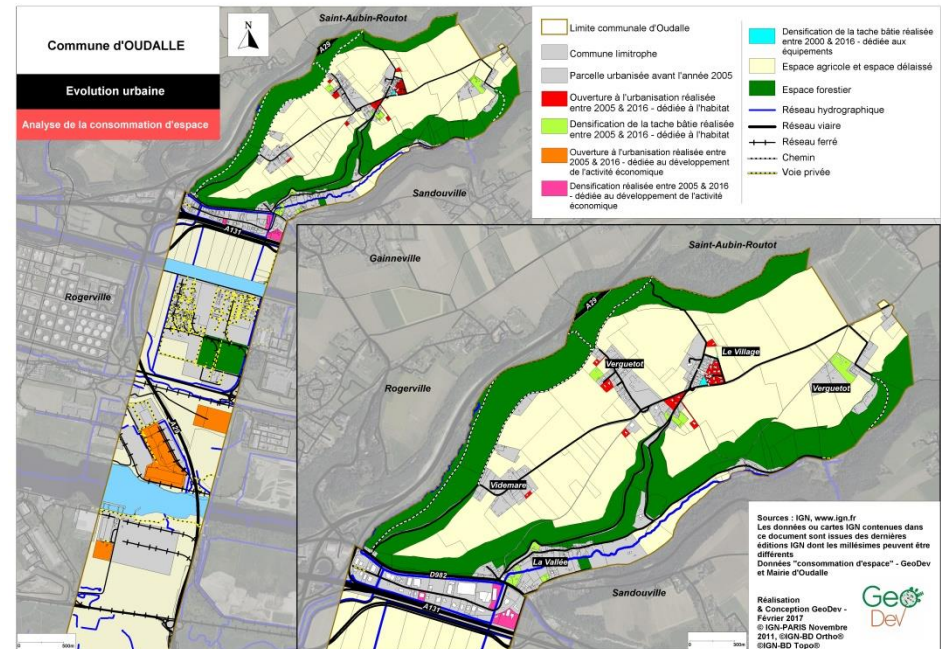 Commune d'OUDALLE
Evolution urbaine
Analyse de la consommation d'espace
N
Saint-Aubin-Routot
A29
Sandouville
A131
Rogerville
A29
Limite communale d'Oudalle
Commune limitrophe
Parcelle urbanisée avant l'année 2005
Ouverture à l'urbanisation réalisée
entre 2005 & 2016 - dédiée à l'habitat
Densification de la tache bâtie réalisée
entre 2005 & 2016 - dédiée à l'habitat
Ouverture à l'urbanisation réalisée entre
2005 & 2016 - dédiée au développement
de l'activité économique
Densification réalisée entre 2005 & 2016
- dédiée au développement de l'activité
économique
Densification de la tache bâtie réalisée
entre 2000 & 2016 - dédiée aux
équipements
Espace agricole et espace délaissé
Espace forestier
Réseau hydrographique
Réseau viaire
Réseau ferré
Chemin
Voie privée
Gainneville
Saint-Aubin-Routot
A29
Rogerville
Verguetot
Le Village
Verguetot
Videmare
La Vallée
D982
A131
Sandouville
Sources : IGN, www.ign.fr
Les données ou cartes IGN contenues dans
ce document sont issues des dernières
éditions IGN dont les millésimes peuvent être
différents
Données "consommation d'espace" - GeoDev
et Mairie d'Oudalle
Réalisation
& Conception GeoDev -
Février 2017
© IGN-PARIS Novembre
2011, ©IGN-BD Ortho®
©IGN-BD Topo®
Geo
Dev